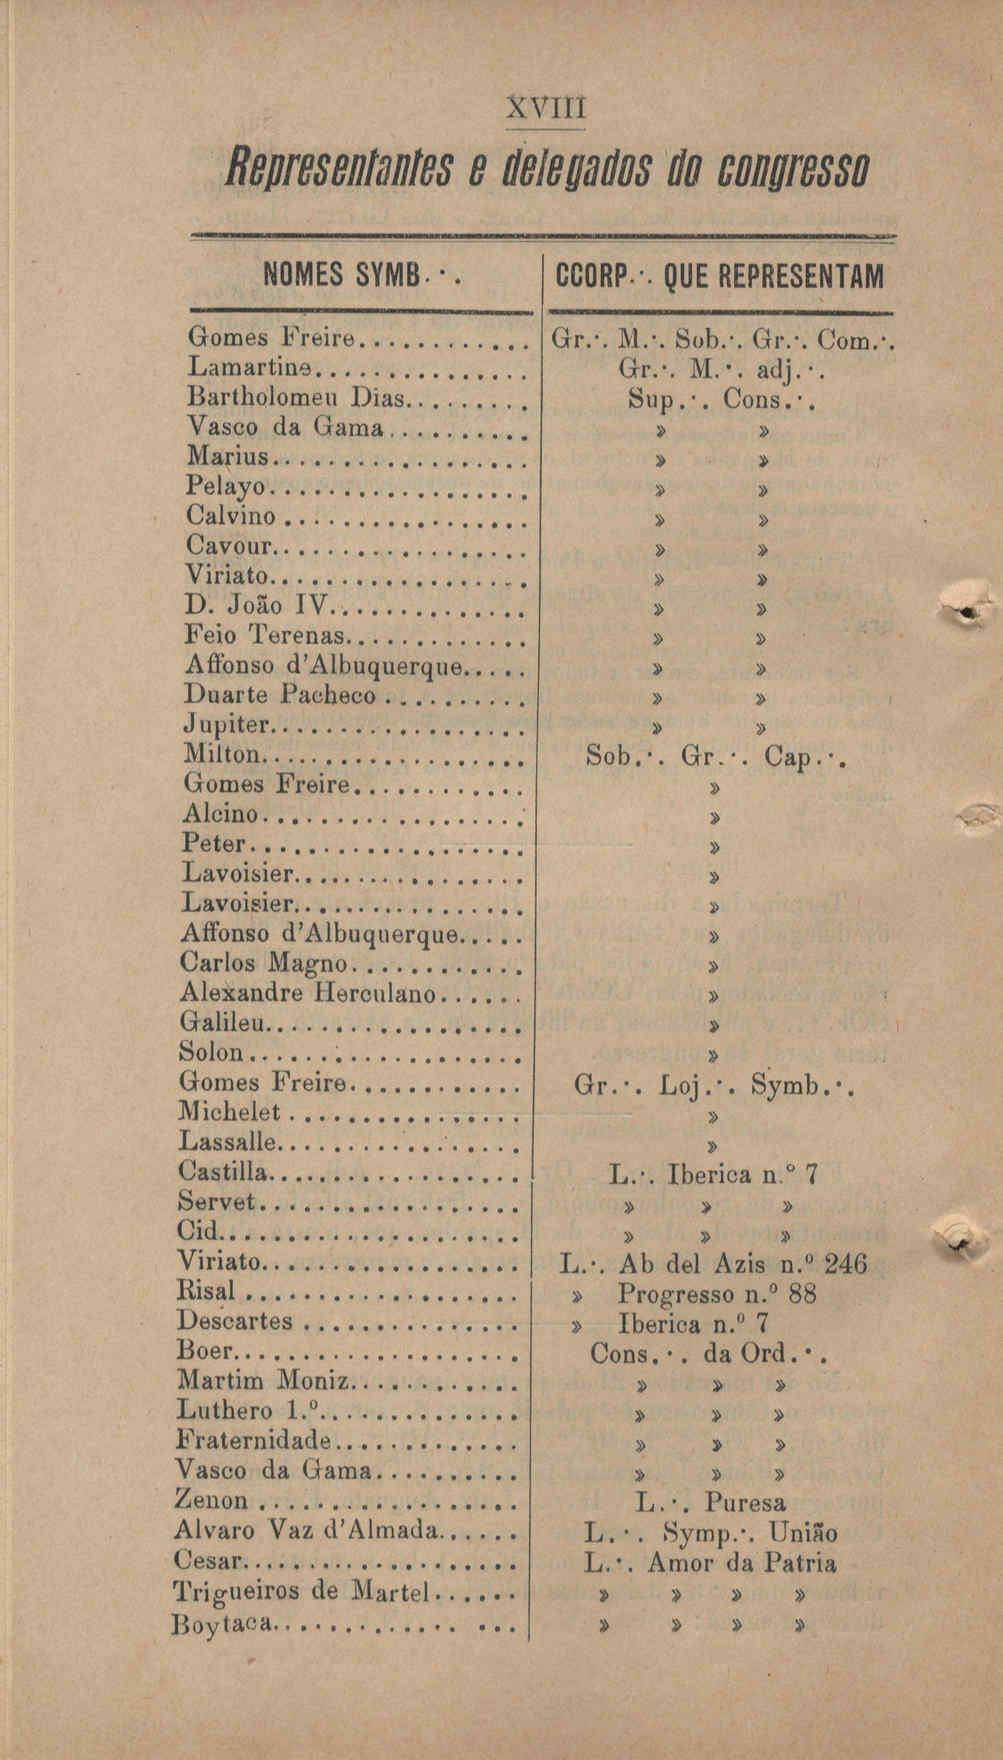 XVIII
Representantes e delegados do congresso
NOMES SYMB.·. CCORP.·. QUE REPRESENTAM
Gomes Freire............ Gr.·. M.·. Sob.·. Gr.·. Com.·.
Lamartine............... Gr.·. M.·. adj.·.
Bartholomeu Dias......... Sup.·. Cons.·.
Vasco da Gama.......... » »
Marius.................. » »
Pelayo.................. » »
Calvino ................. » »
Cavour.................. » »
Viriato.................. » »
D. João IV.............. » »
Feio Terenas............. » »
Affonso d'Albuquerque..... » »
Duarte Pacheco .......... » »
Jupiter.................. » »
Milton................... Sob.·. Gr.·. Cap.·.
Gomes Freire............ »
Alcino.................. »
Peter................... »
Lavoisier................ »
Lavoisier................ »
Affonso d'Albuquerque..... »
Carlos Magno............ »
Alexandre Herculano...... »
Galileu.................. »
Solon................... »
Gomes Freire............ Gr.·. Loj.·. Symb.·.
Michelet ................ »
Lassalle................. »
Castilla.................. L.·. Iberica n.º 7
Servet.................. » » »
Cid..................... » » »
Viriato.................. L.·. Ab del Azis n.º 246
Risal ................... » Progresso n.º 88
Descartes ............... » Iberica n.º 7
Boer.................... Cons.·. da Ord.·.
Martim Moniz............ » » »
Luthero 1.º.............. » » »
Fraternidade............. » » »
Vasco da Gama.......... » » »
Zenon .................. L.·. Puresa
Alvaro Vaz d'Almada...... L.·. Symp.·. União
Cesar................... L.·. Amor da Patria
Trigueiros de Martel...... » » » »
Boytaca................ » » » »